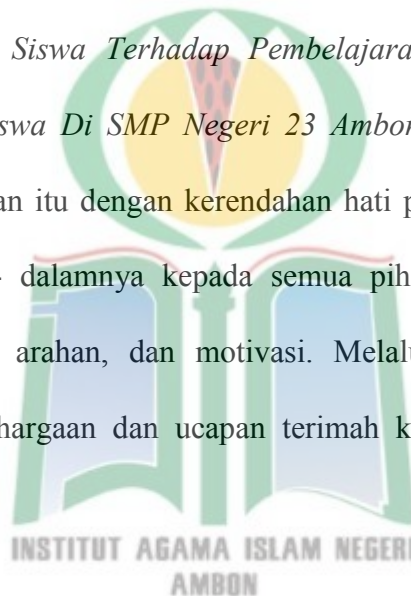 Siswa Terhadap Pembelajara
swa Di SMP Negeri 23 Ambon
an itu dengan kerendahan hati p
dalamnya kepada semua pih
arahan, dan motivasi. Melalu
hargaan dan ucapan terimah k
INSTITUT AGAMA ISLAM NEGERI
AMBON